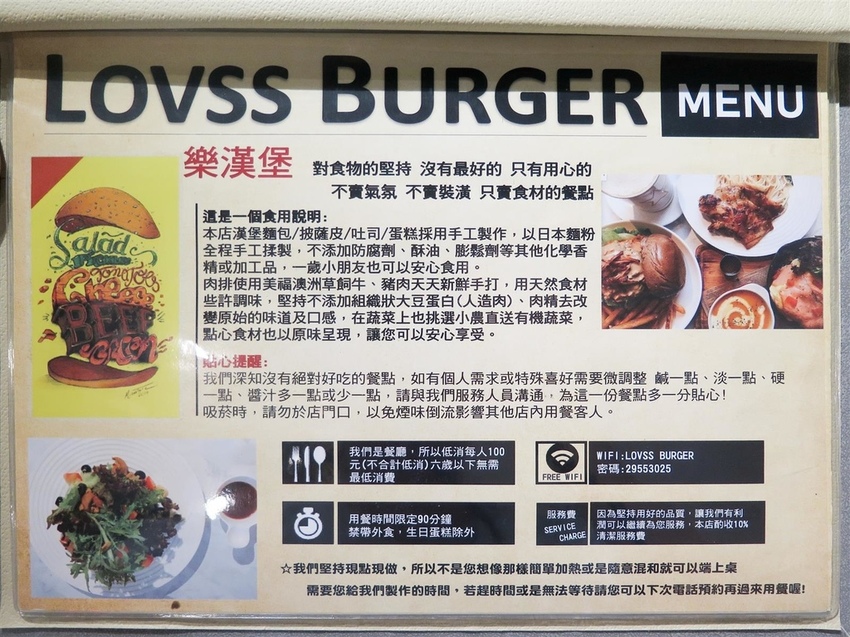 LOVSS BURGER
MENU
樂漢堡
對食物的堅持 沒有最好的 只有用心的
不賣氣氛 不賣裝潢 只賣食材的餐點
Salad
Tomatoes
Cheese
BEEF
這是一個食用說明:
本店漢堡麵包/披薩皮/吐司/蛋糕採用手工製作，以日本麵粉
全程手工揉製，不添加防腐劑、酥油、膨鬆劑等其他化學香
精或加工品，一歲小朋友也可以安心食用。
肉排使用美福澳洲草飼牛、豬肉天天新鮮手打，用天然食材
些許調味，堅持不添加組織狀大豆蛋白(人造肉)、肉精去改
變原始的味道及口感，在蔬菜上也挑選小農直送有機蔬菜，
點心食材也以原味呈現，讓您可以安心享受。
貼心提醒:
我們深知沒有絕對好吃的餐點，如有個人需求或特殊喜好需要微調整 鹹一點、淡一點、硬
一點、醬汁多一點或少一點，請與我們服務人員溝通，為這一份餐點多一分貼心!
吸菸時，請勿於店門口，以免煙味倒流影響其他店內用餐客人。
我們是餐廳，所以低消每人100
元(不合計低消)六歲以下無需
最低消費
FREE WIFI
WIFI:LOVSS BURGER
密碼:29553025
用餐時間限定90分鐘
禁帶外食，生日蛋糕除外
服務費
SERVICE
CHARGE
因為堅持用好的品質，讓我們有利
潤可以繼續為您服務，本店酌收10%
清潔服務費
☆我們堅持現點現做，所以不是您想像那樣簡單加熱或是隨意混和就可以端上桌
需要您給我們製作的時間，若趕時間或是無法等待請您可以下次電話預約再過來用餐喔!